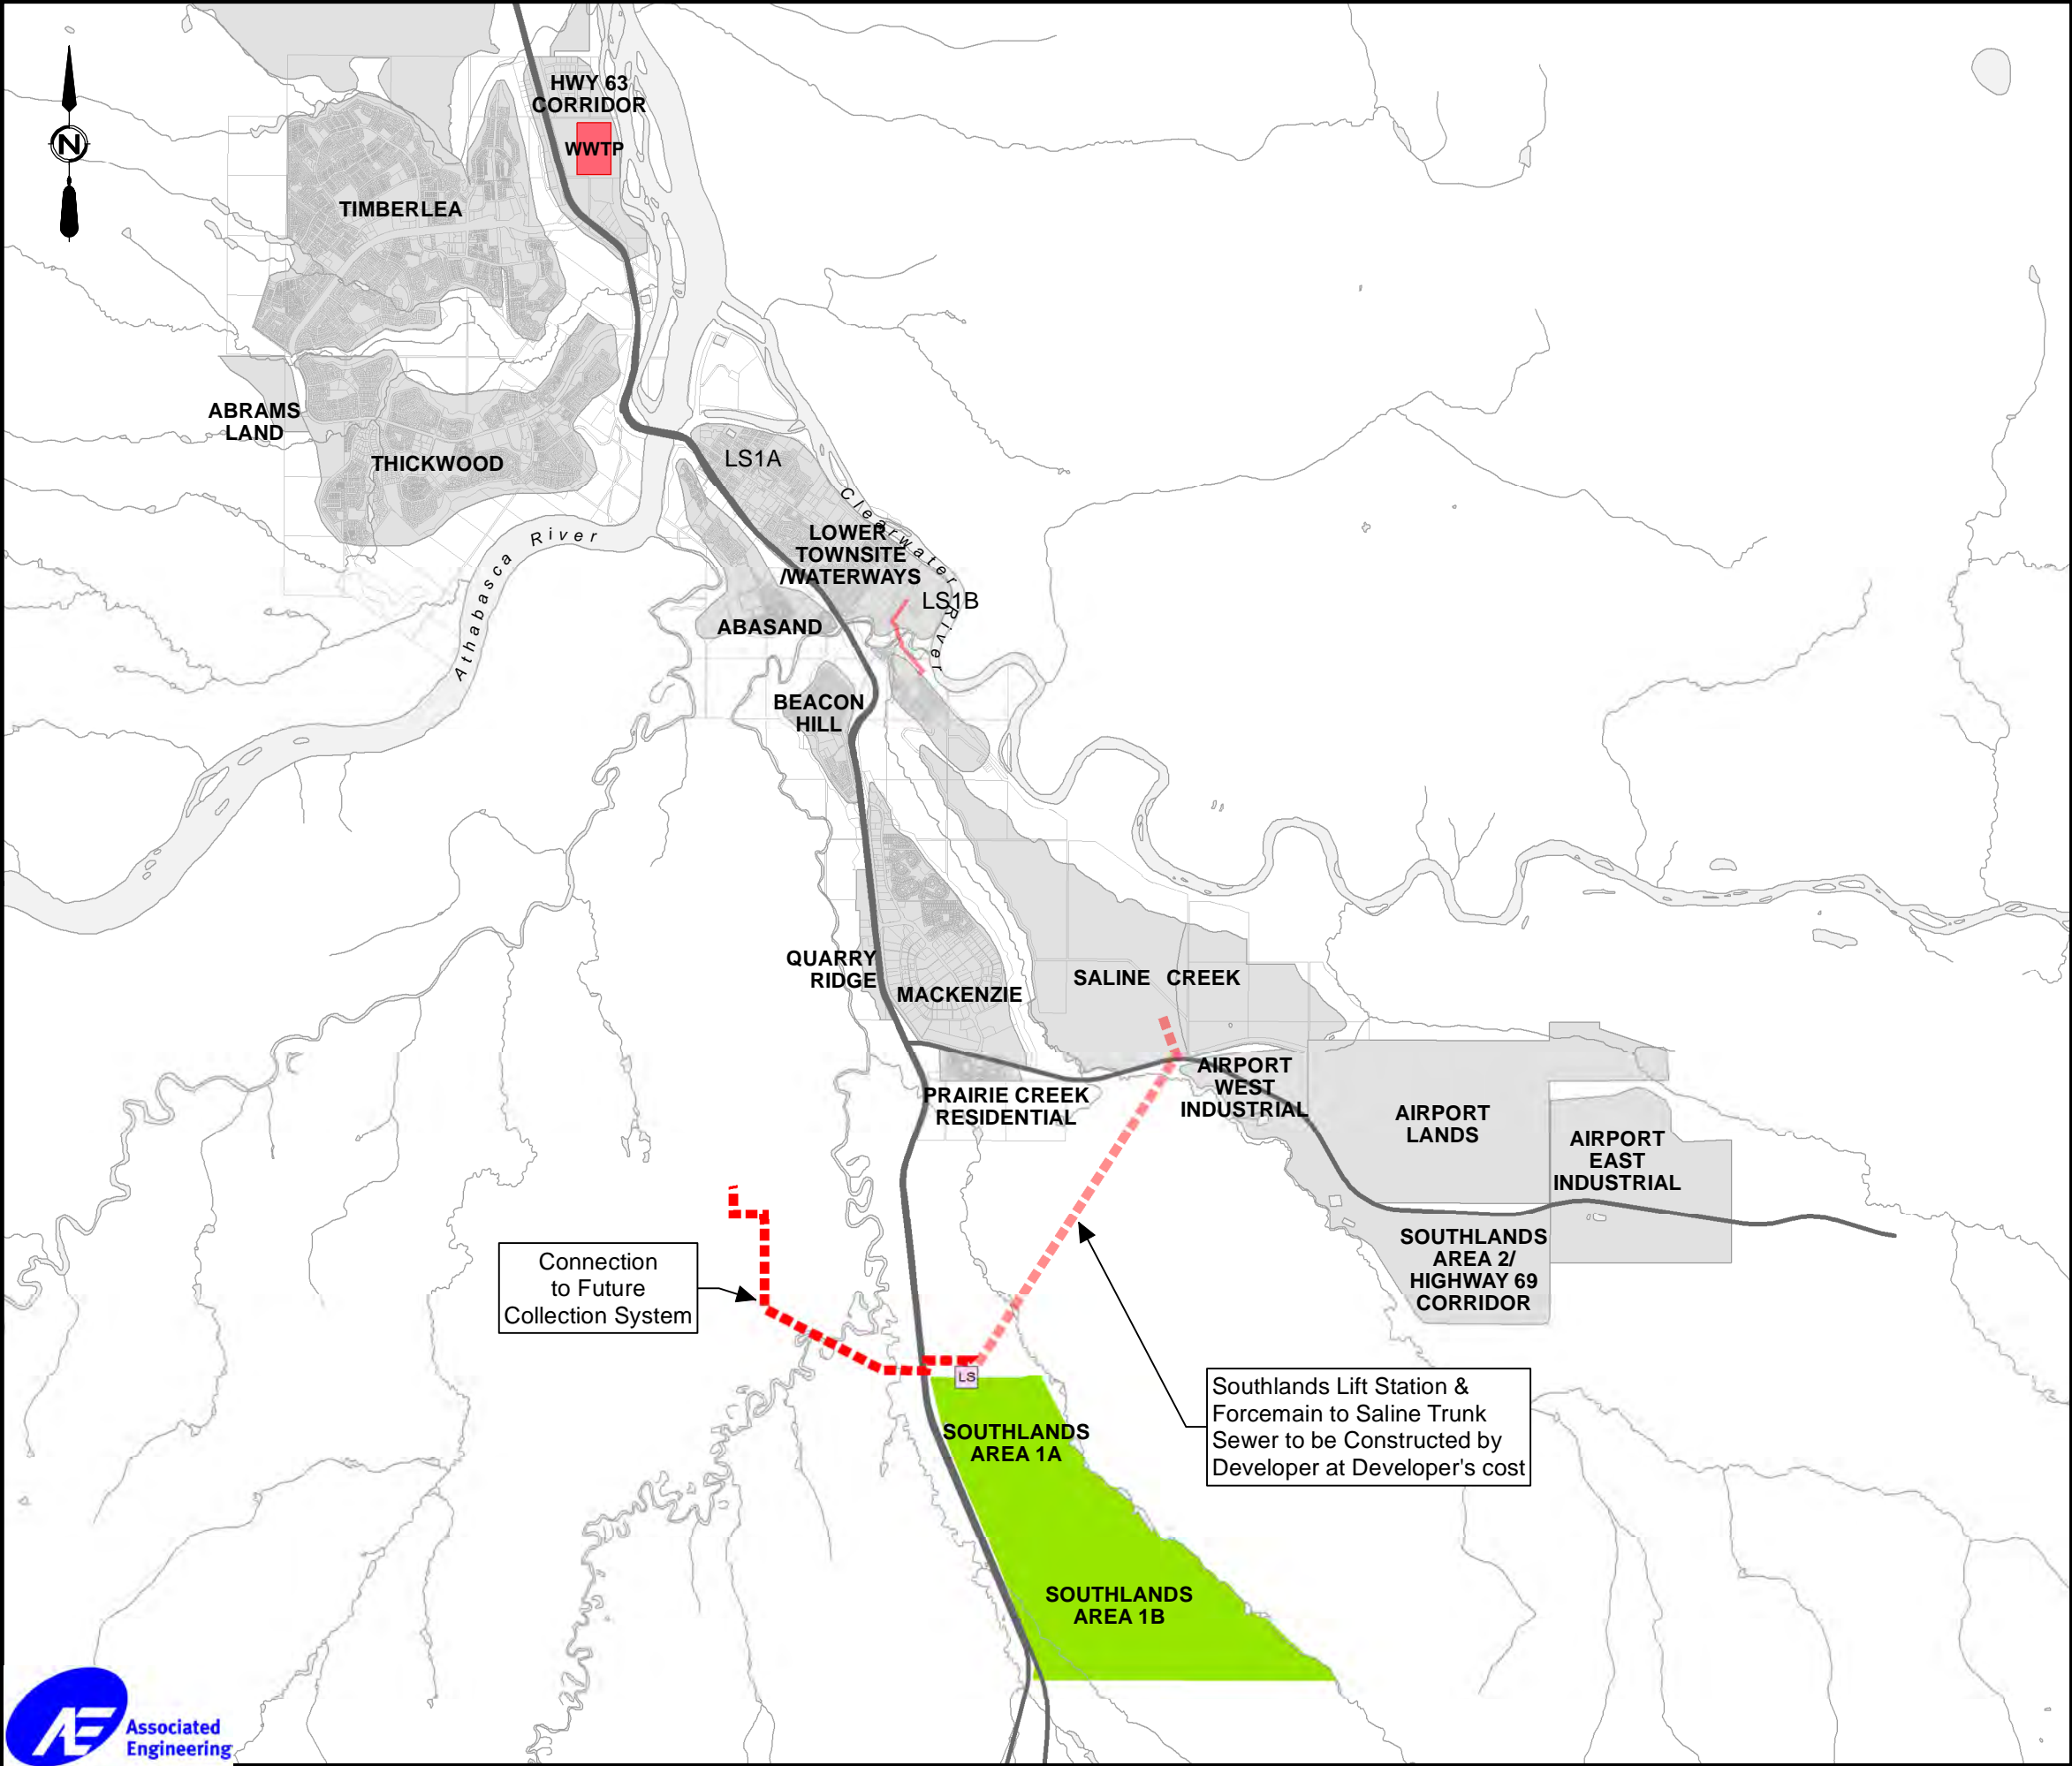 HWY 63
CORRIDOR
WWTP
N
TIMBERLEA
ABRAMS
LAND
THICKWOOD
LS1A
Clearwater River
LOWER
TOWNSITE
/WATERWAYS
Athabasca River
LS1B
ABASAND
BEACON
HILL
QUARRY
RIDGE
MACKENZIE
SALINE CREEK
PRAIRIE CREEK
RESIDENTIAL
AIRPORT
WEST
INDUSTRIAL
AIRPORT
LANDS
AIRPORT
EAST
INDUSTRIAL
SOUTHLANDS
AREA 2/
HIGHWAY 69
CORRIDOR
Connection
to Future
Collection System
LS
Southlands Lift Station &
Forcemain to Saline Trunk
Sewer to be Constructed by
Developer at Developer's cost
SOUTHLANDS
AREA 1A
SOUTHLANDS
AREA 1B
AE
Associated
Engineering